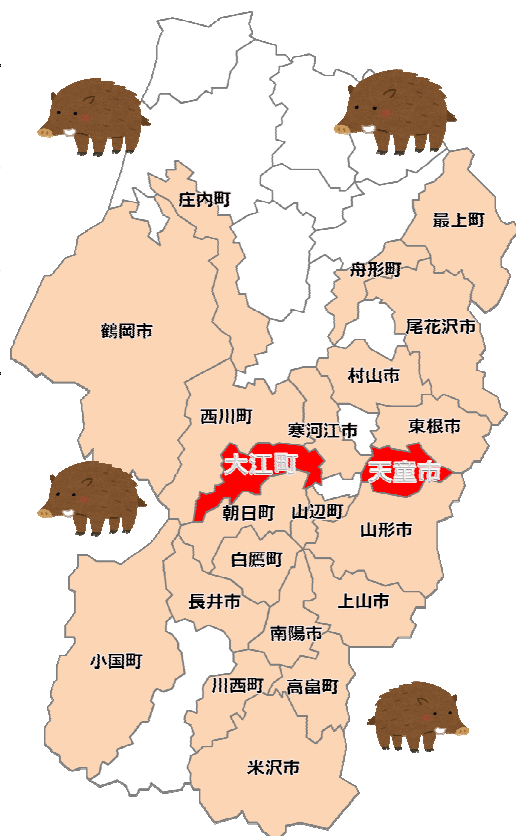 庄内町
最上町
舟形町
鶴岡市
尾花沢市
村山市
西川町
寒河江市
東根市
大江町
天童市
朝日町
山辺町
山形市
白鷹町
長井市
上山市
南陽市
小国町
川西町
高畠町
米沢市